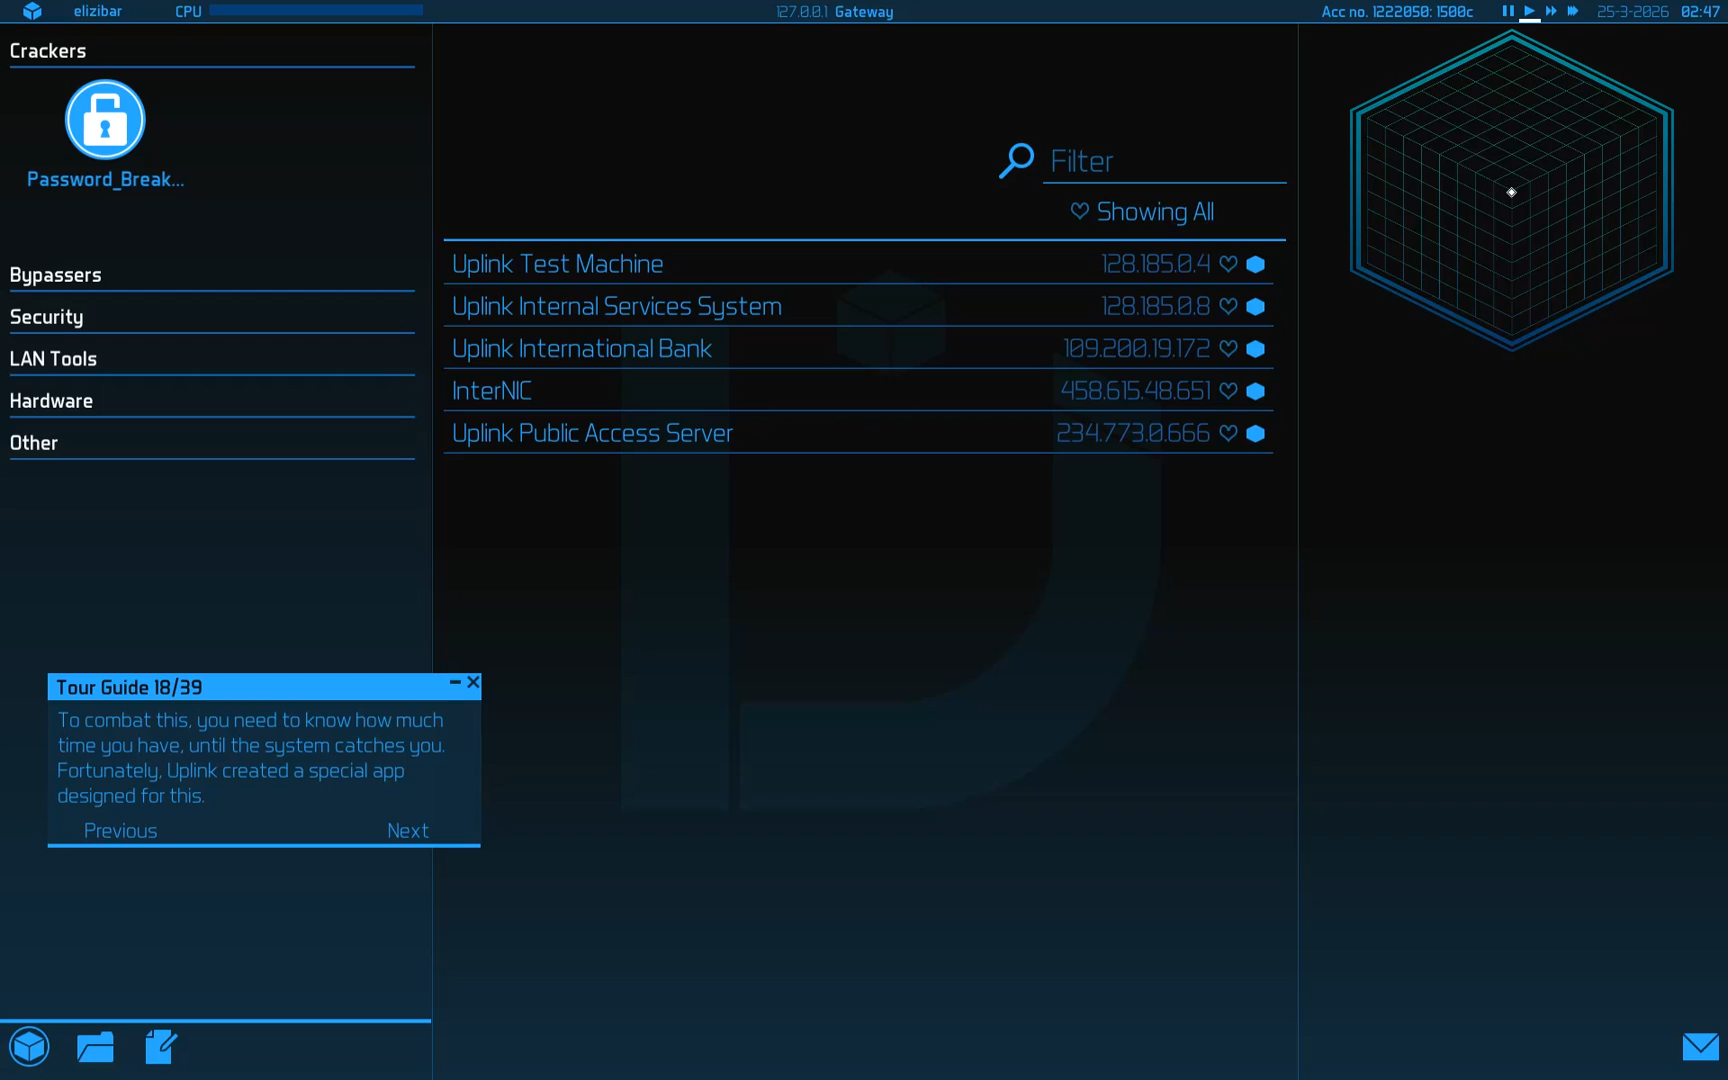 elizibar CPU 127.0.0.1 Gateway Acc no. 1222050: 1500c 25-3-2026 02:47
Crackers
Password_Break...
Bypassers
Security
LAN Tools
Hardware
Other
Filter
Showing All
Uplink Test Machine 128.185.0.4
Uplink Internal Services System 128.185.0.8
Uplink International Bank 109.200.19.172
InterNIC 458.615.48.651
Uplink Public Access Server 234.773.0.666
Tour Guide 18/39
To combat this, you need to know how much
time you have, until the system catches you.
Fortunately, Uplink created a special app
designed for this.
Previous Next